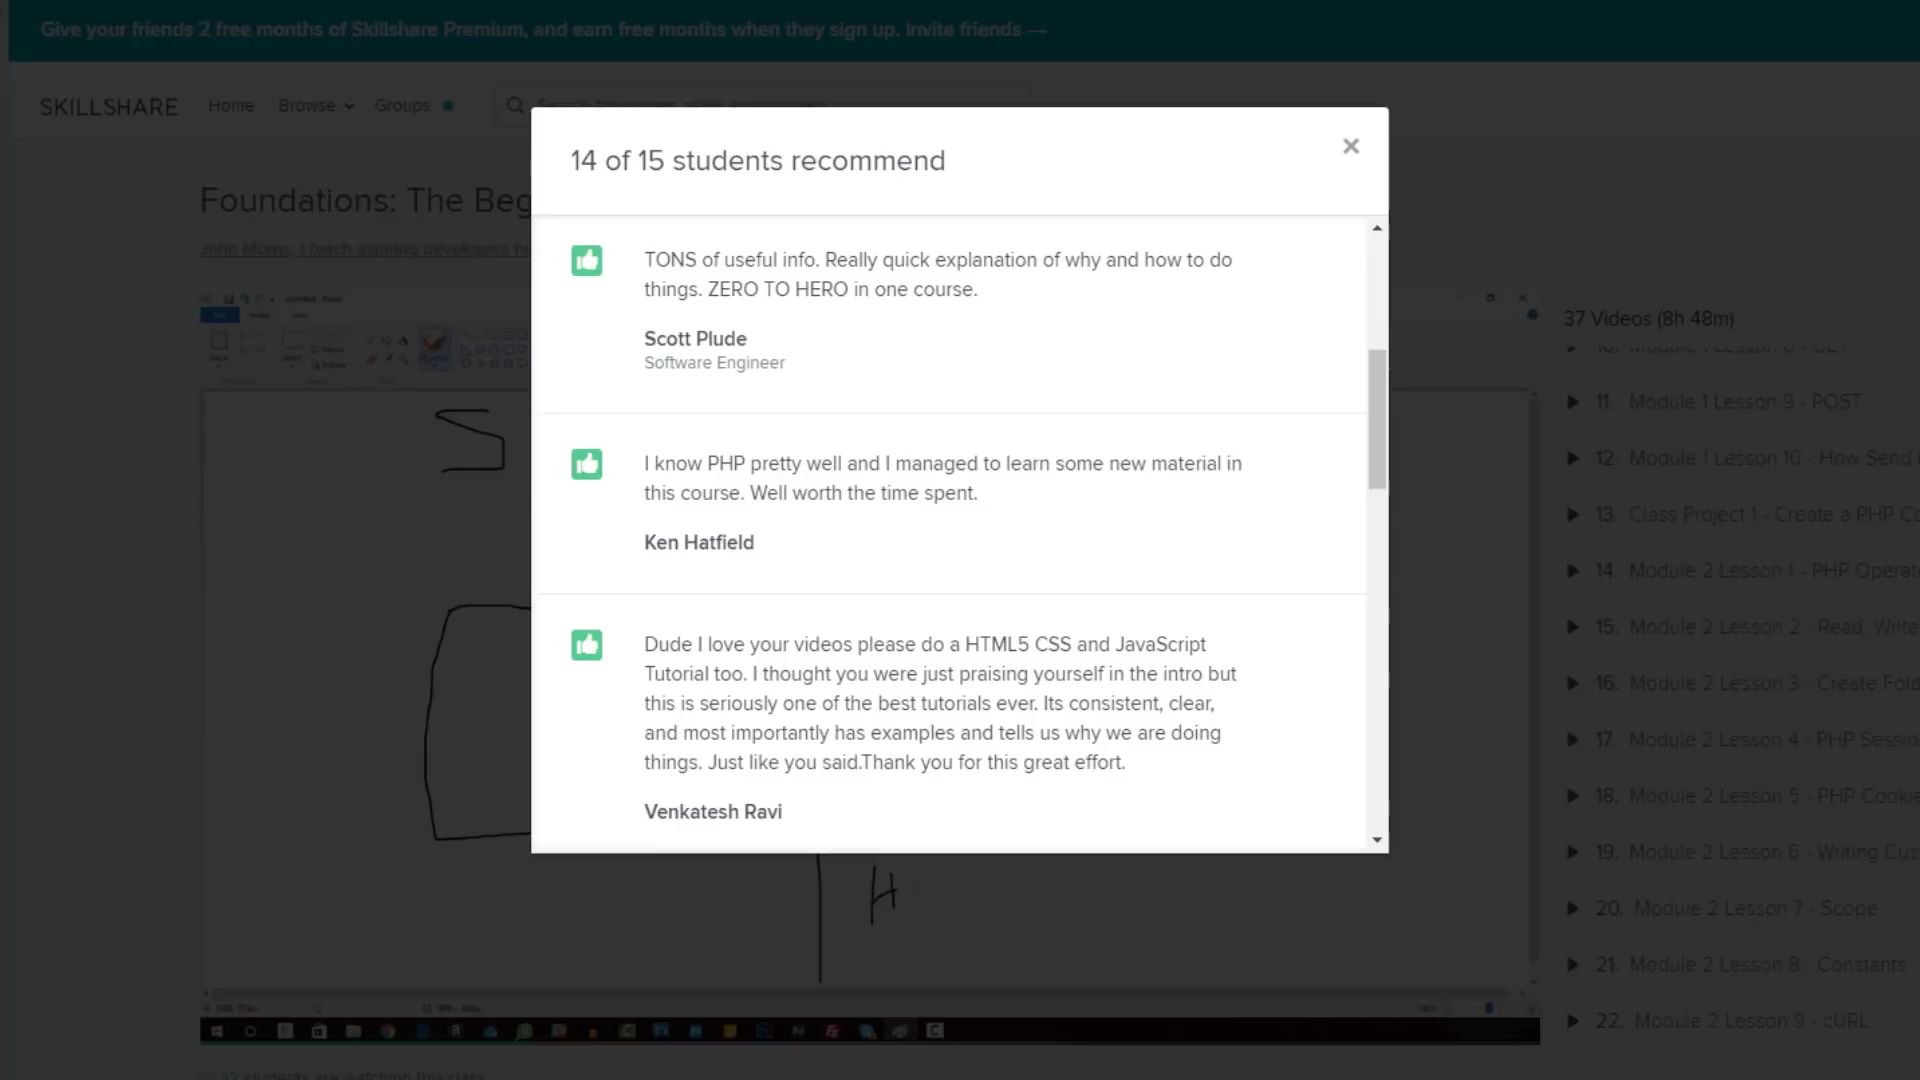 Give your friends 2 free months of Skillshare Premium, and earn free months when they sign up. Invite friends →
SKILLSHARE
Home
Browse
Groups
14 of 15 students recommend
Foundations: The Beg
John Morris, I teach aspiring developers
TONS of useful info. Really quick explanation of why and how to do
things. ZERO TO HERO in one course.
Scott Plude
Software Engineer
I know PHP pretty well and I managed to learn some new material in
this course. Well worth the time spent.
Ken Hatfield
Dude I love your videos please do a HTML5 CSS and JavaScript
Tutorial too. I thought you were just praising yourself in the intro but
this is seriously one of the best tutorials ever. Its consistent, clear,
and most importantly has examples and tells us why we are doing
things. Just like you said.Thank you for this great effort.
Venkatesh Ravi
H
37 Videos (8h 48m)
11. Module 1 Lesson 9 - POST
12. Module 1 Lesson 10 - How Send
13. Class Project 1 - Create a PHP Co
14. Module 2 Lesson 1 - PHP Operat
15. Module 2 Lesson 2 - Read, Write
16. Module 2 Lesson 3 - Create Fold
17. Module 2 Lesson 4 - PHP Sessio
18. Module 2 Lesson 5 - PHP Cookie
19. Module 2 Lesson 6 - Writing Cus
20. Module 2 Lesson 7 - Scope
21. Module 2 Lesson 8 - Constants
22. Module 2 Lesson 9 - cURL
students are watching this class